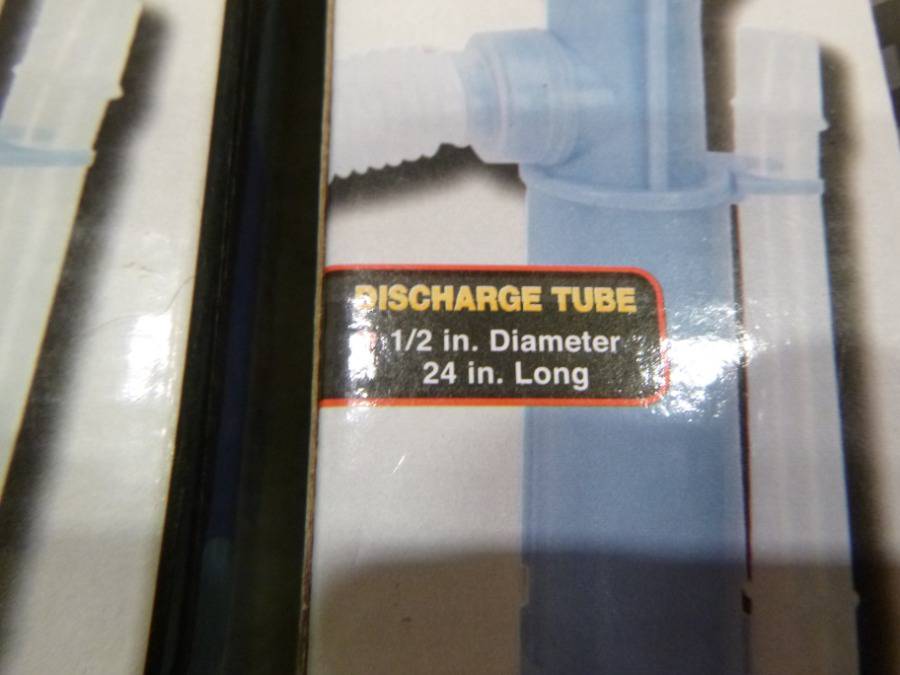 DISCHARGE TUBE
1/2 in. Diameter
24 in. Long